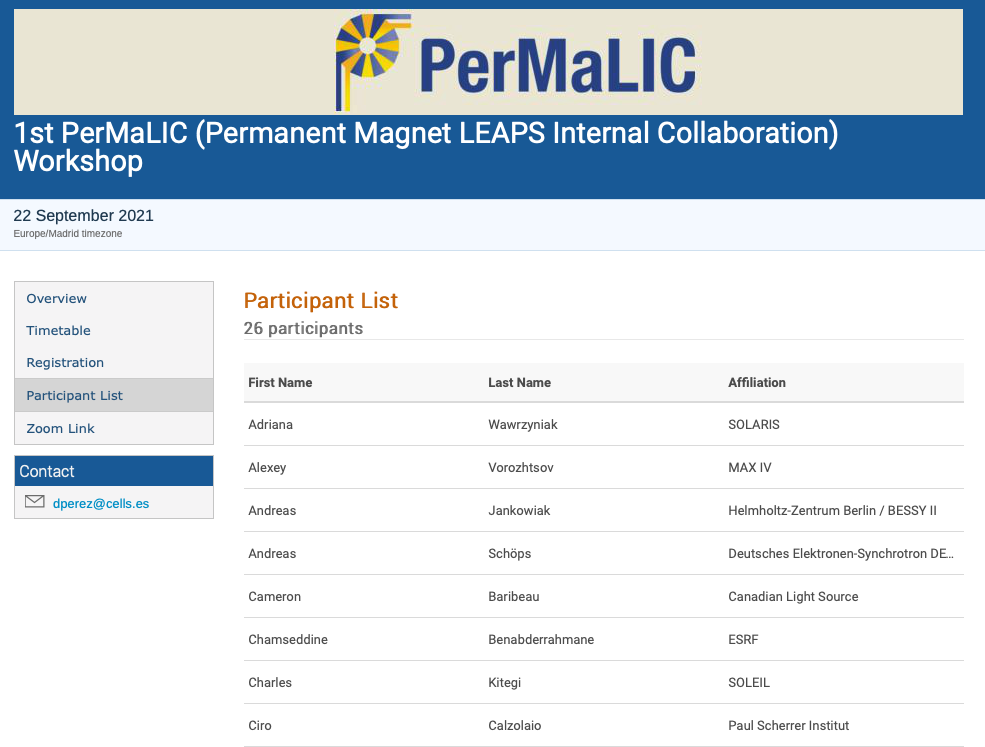 PerMaLIC
1st PerMaLIC (Permanent Magnet LEAPS Internal Collaboration)
Workshop
22 September 2021
Europe/Madrid timezone
Overview
Timetable
Registration
Participant List
Zoom Link
Contact
dperez@cells.es
Participant List
26 participants
First Name Last Name Affiliation
Adriana Wawrzyniak SOLARIS
Alexey Vorozhtsov MAX IV
Andreas Jankowiak Helmholtz-Zentrum Berlin / BESSY II
Andreas Schöps Deutsches Elektronen-Synchrotron DE…
Cameron Baribeau Canadian Light Source
Chamseddine Benabderrahmane ESRF
Charles Kitegi SOLEIL
Ciro Calzolaio Paul Scherrer Institut